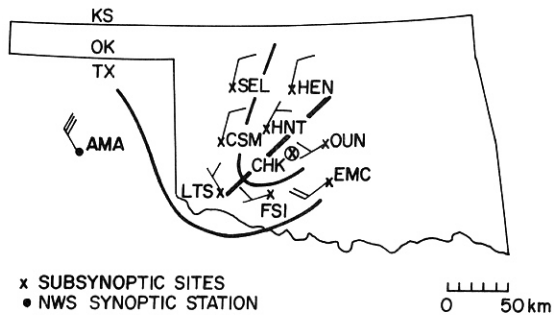 KS
OK
TX
SEL
HEN
AMA
CSM
HNT
OUN
CHK
EMC
LTS
FSI
x SUBSYNOPTIC SITES
● NWS SYNOPTIC STATION
0 50 km